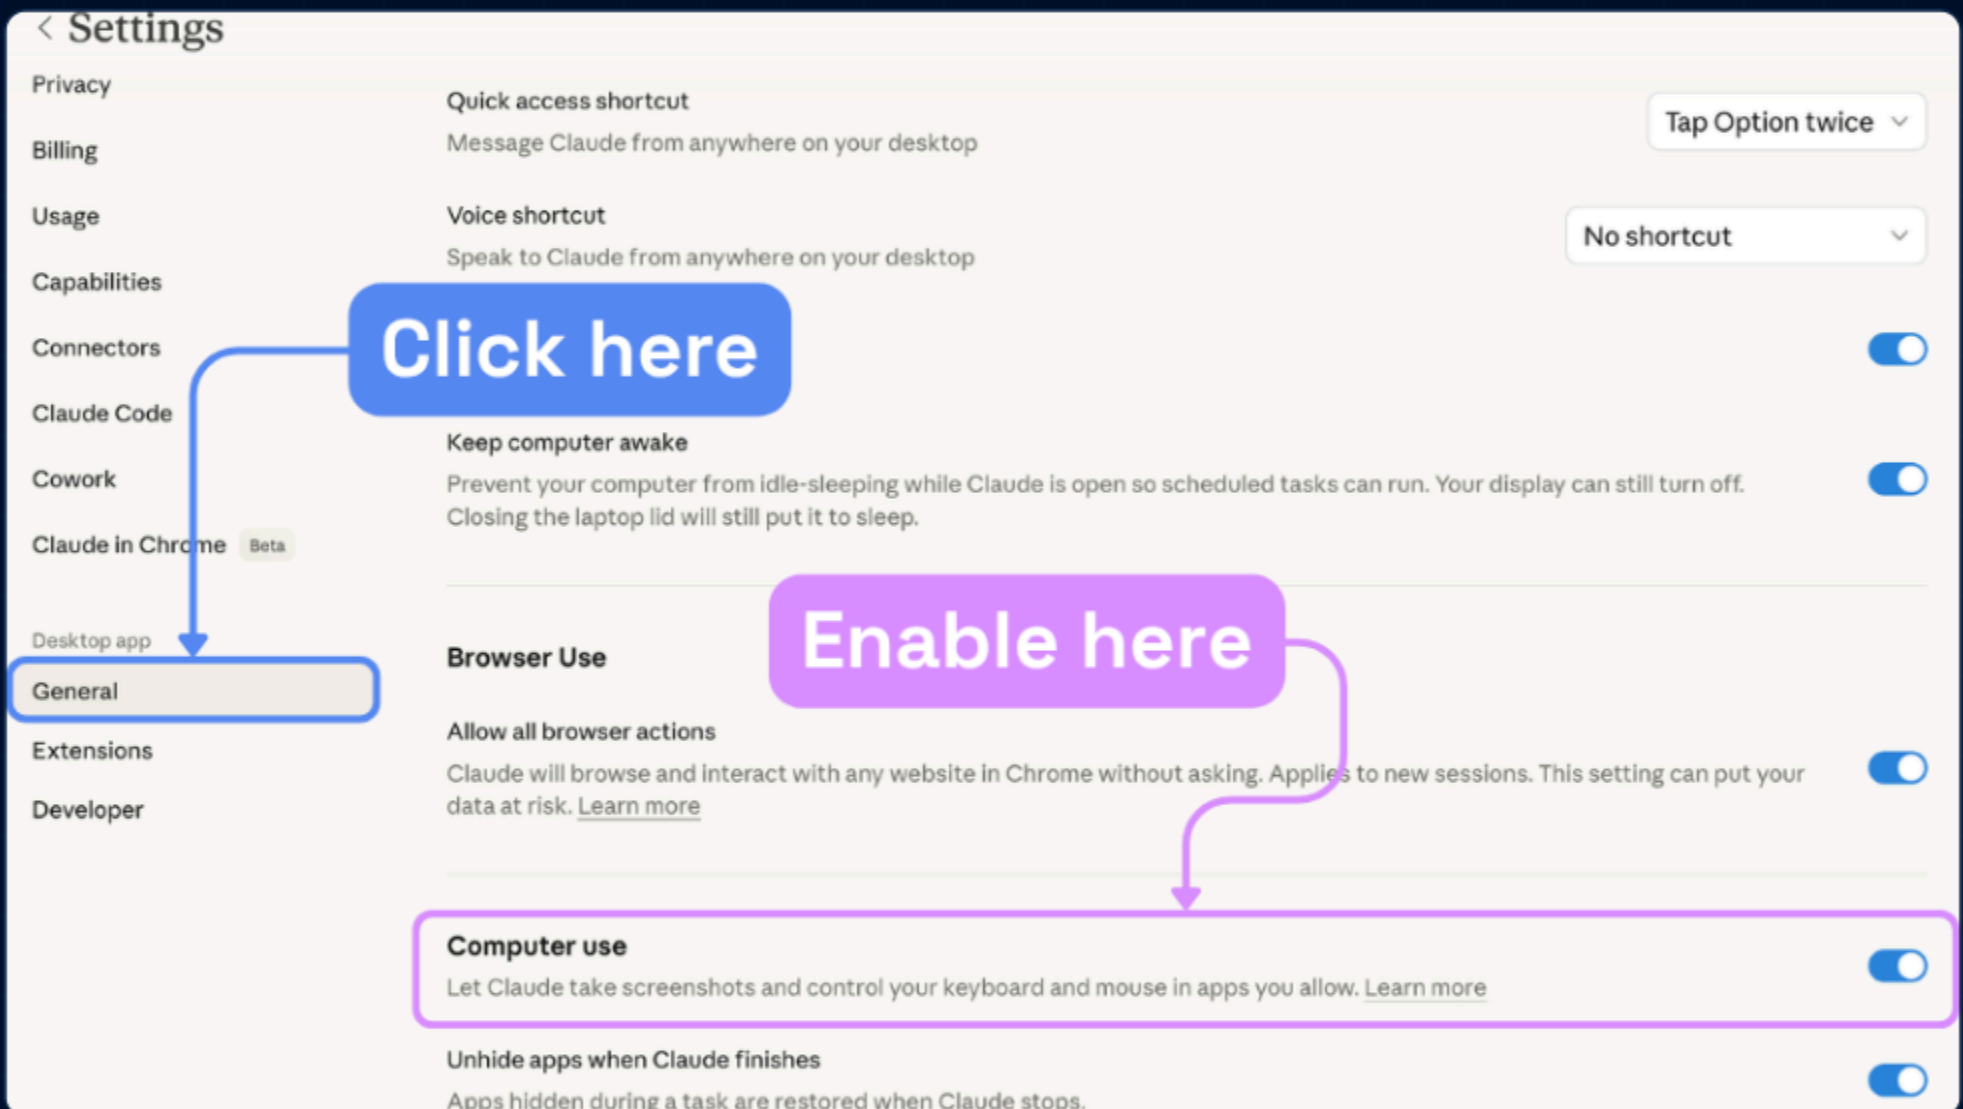 Settings
Privacy
Billing
Usage
Capabilities
Connectors
Claude Code
Cowork
Claude in Chrome Beta
Desktop app
General
Extensions
Developer
Quick access shortcut
Message Claude from anywhere on your desktop
Tap Option twice
Voice shortcut
Speak to Claude from anywhere on your desktop
No shortcut
Click here
Keep computer awake
Prevent your computer from idle-sleeping while Claude is open so scheduled tasks can run. Your display can still turn off.
Closing the laptop lid will still put it to sleep.
Enable here
Browser Use
Allow all browser actions
Claude will browse and interact with any website in Chrome without asking. Applies to new sessions. This setting can put your
data at risk. Learn more
Computer use
Let Claude take screenshots and control your keyboard and mouse in apps you allow. Learn more
Unhide apps when Claude finishes
Apps hidden during a task are restored when Claude stops.